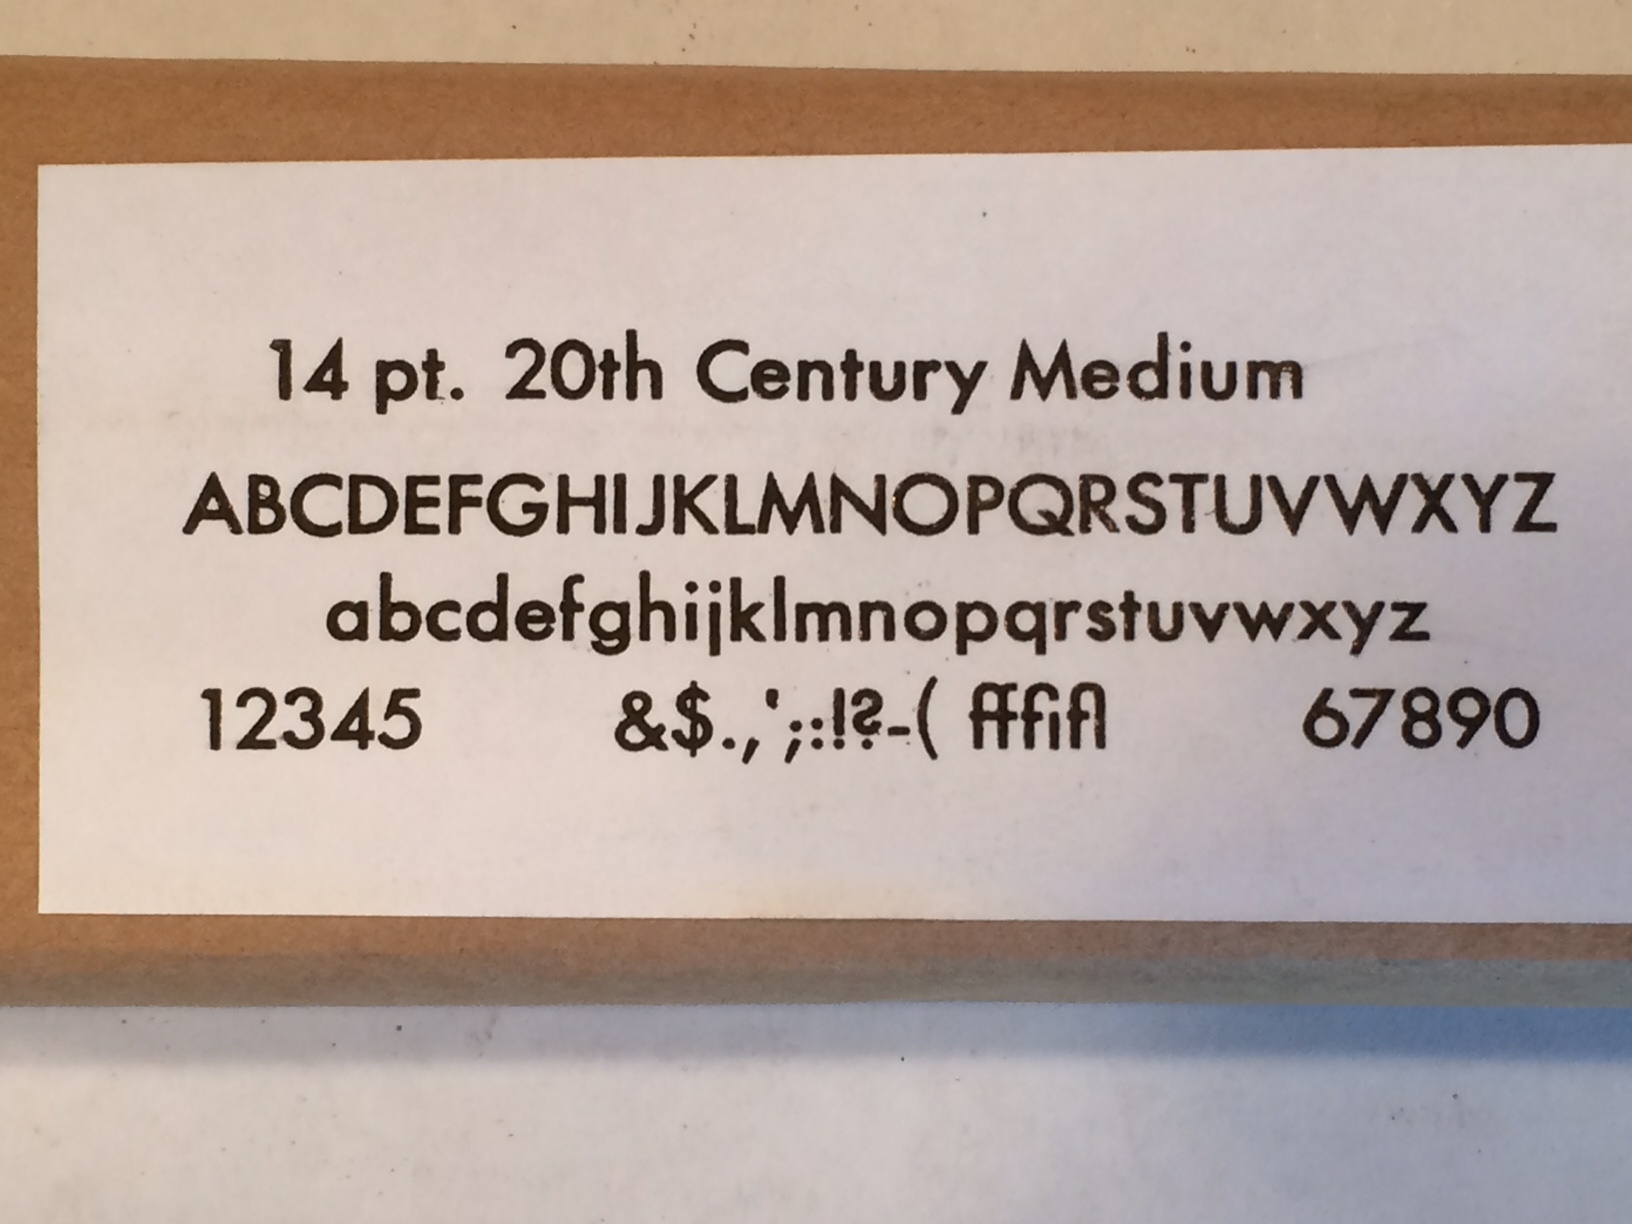 14 pt. 20th Century Medium
ABCDEFGHIJKLMNOPQRSTUVWXYZ
abcdefghijklmnopqrstuvwxyz
12345 &$.,';:!?-( fffifl 67890